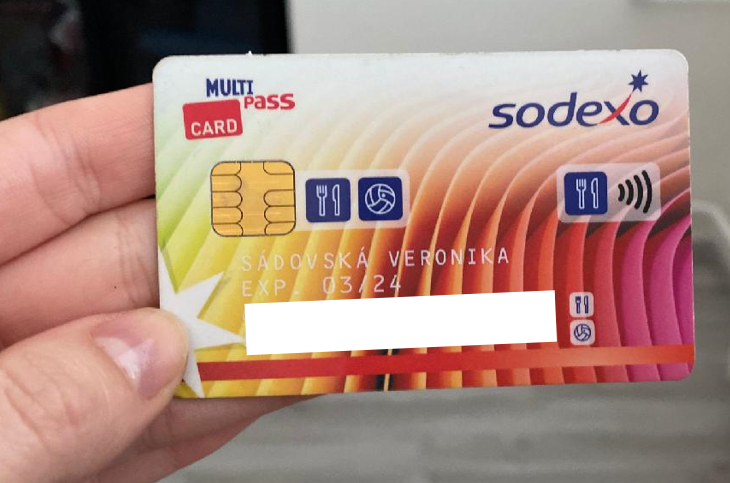 MULTI
PASS
CARD
sodexo
SÁDOVSKÁ VERONIKA
EXP. 03/24